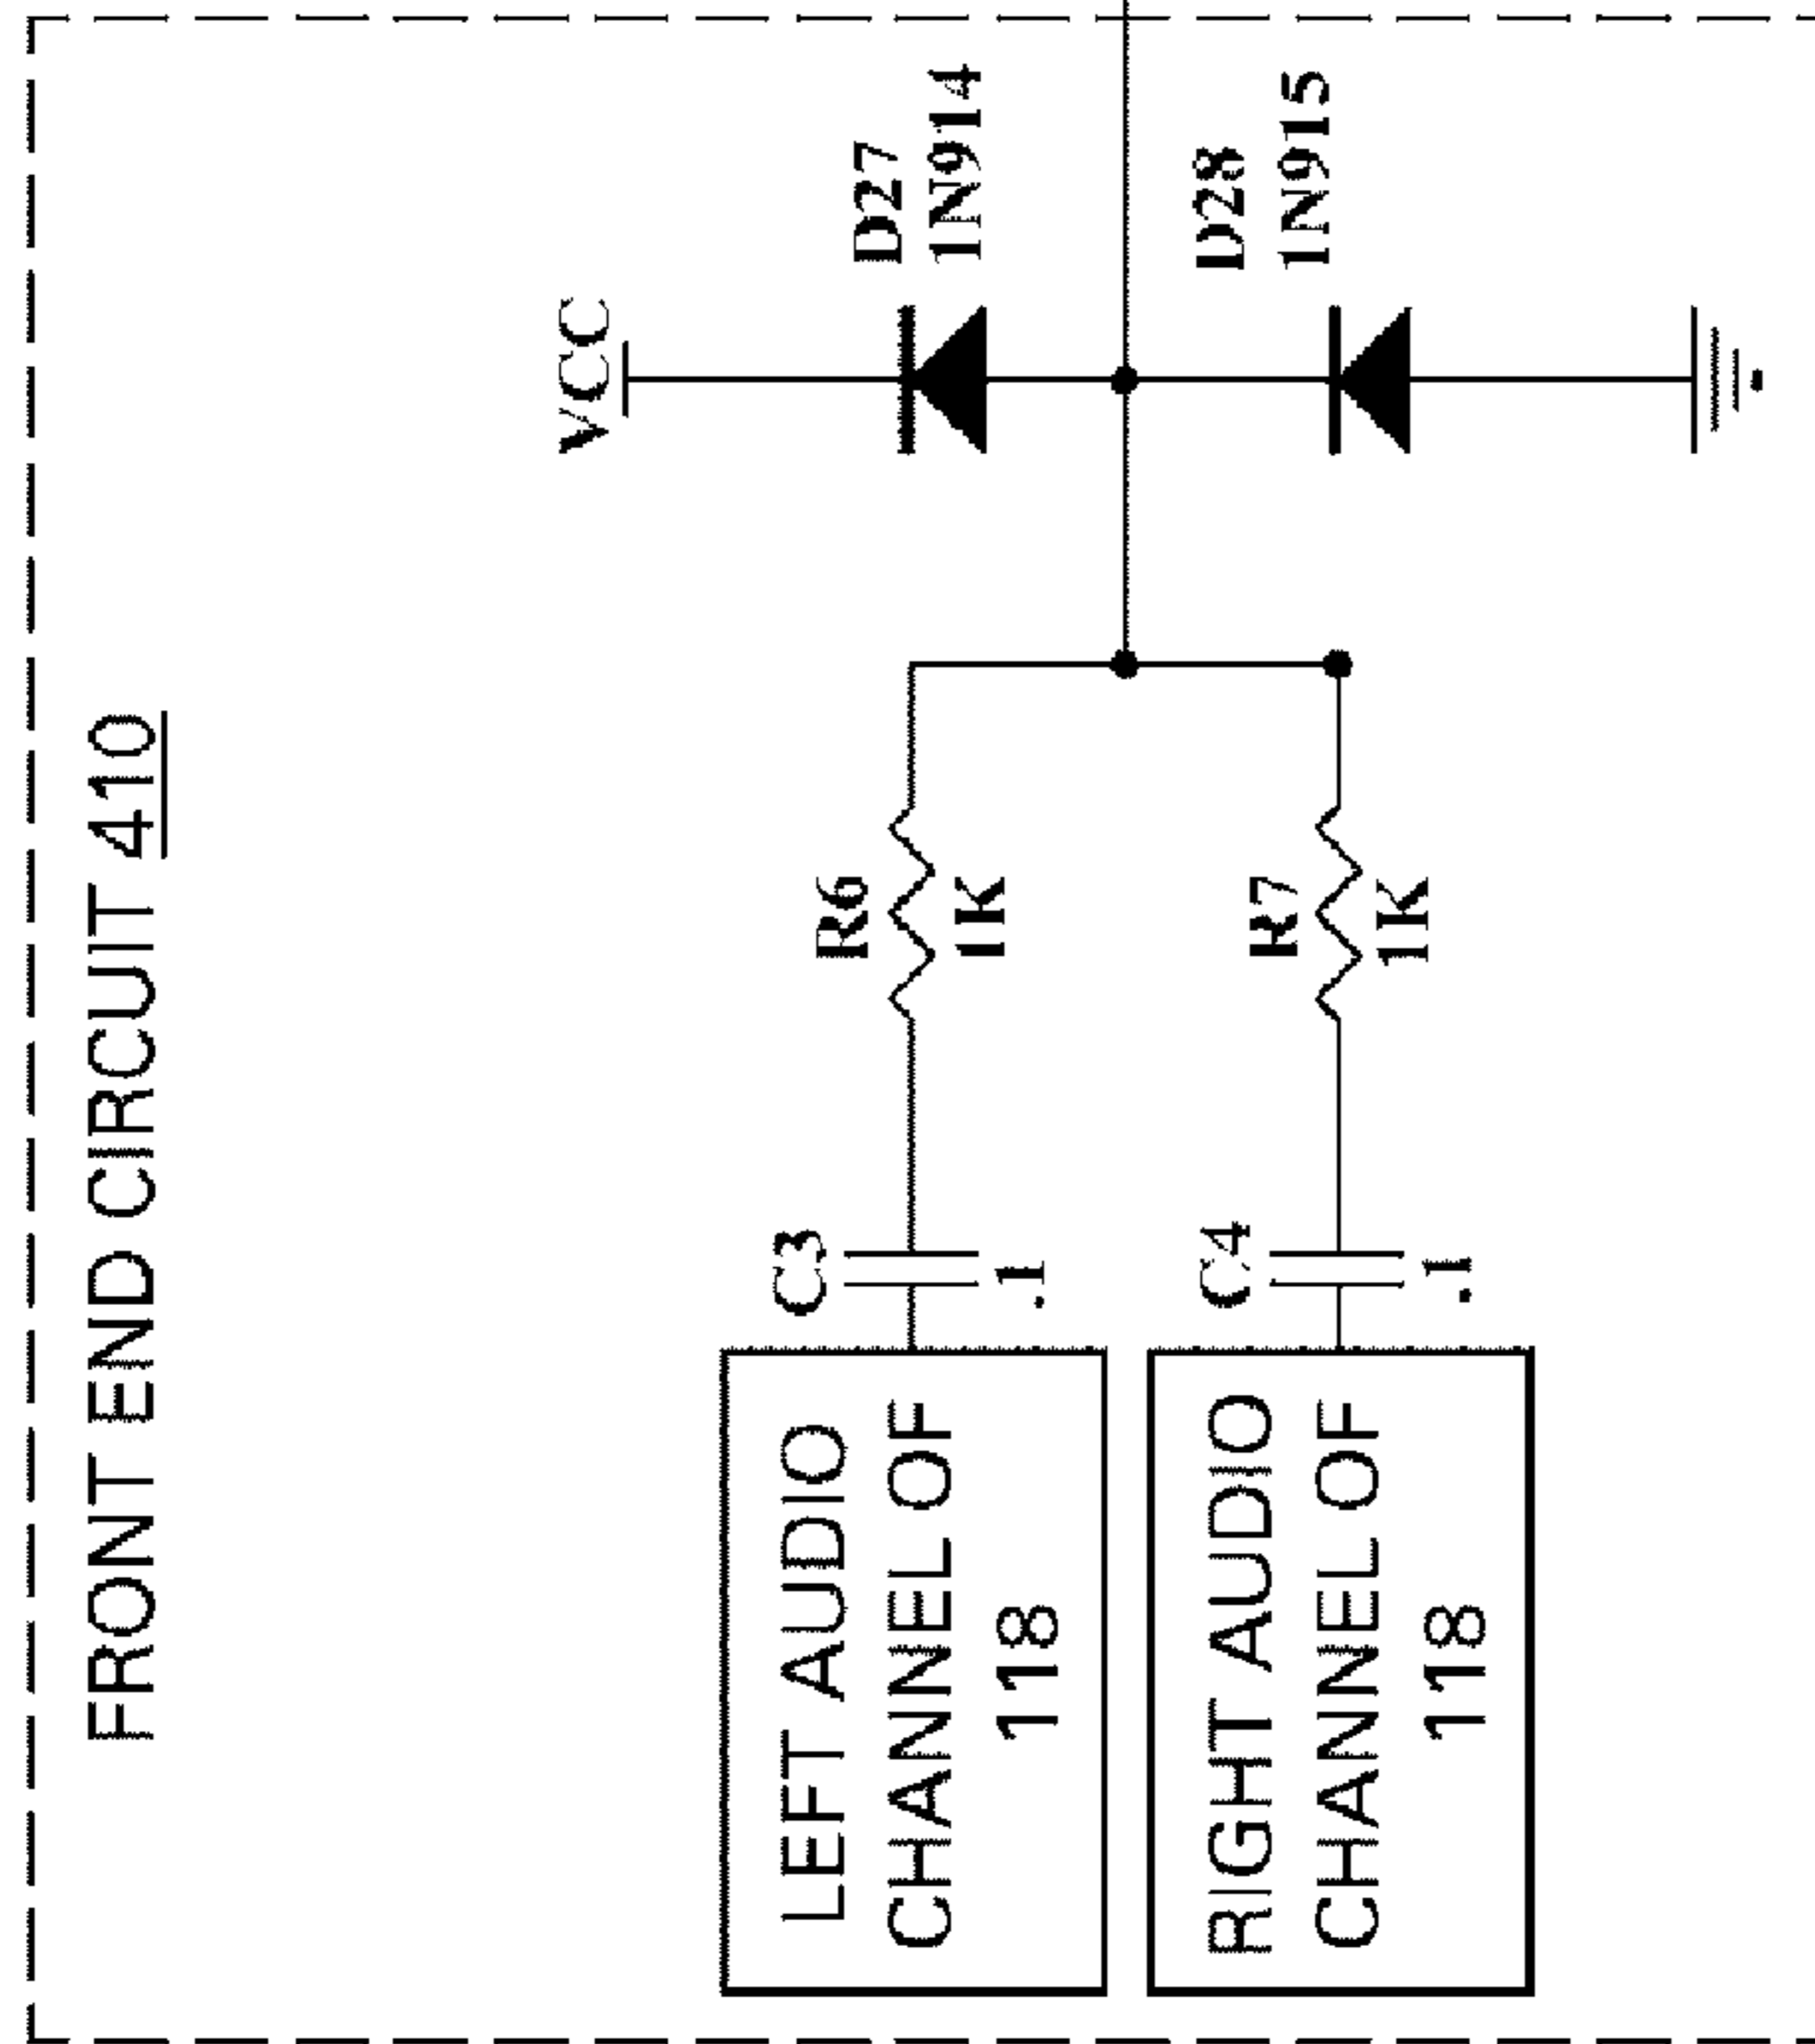 FRONT END CIRCUIT 410
VCC
D27
1N914
D28
1N915
R6
1K
R7
1K
C3
.1
C4
.1
LEFT AUDIO
CHANNEL OF
118
RIGHT AUDIO
CHANNEL OF
118